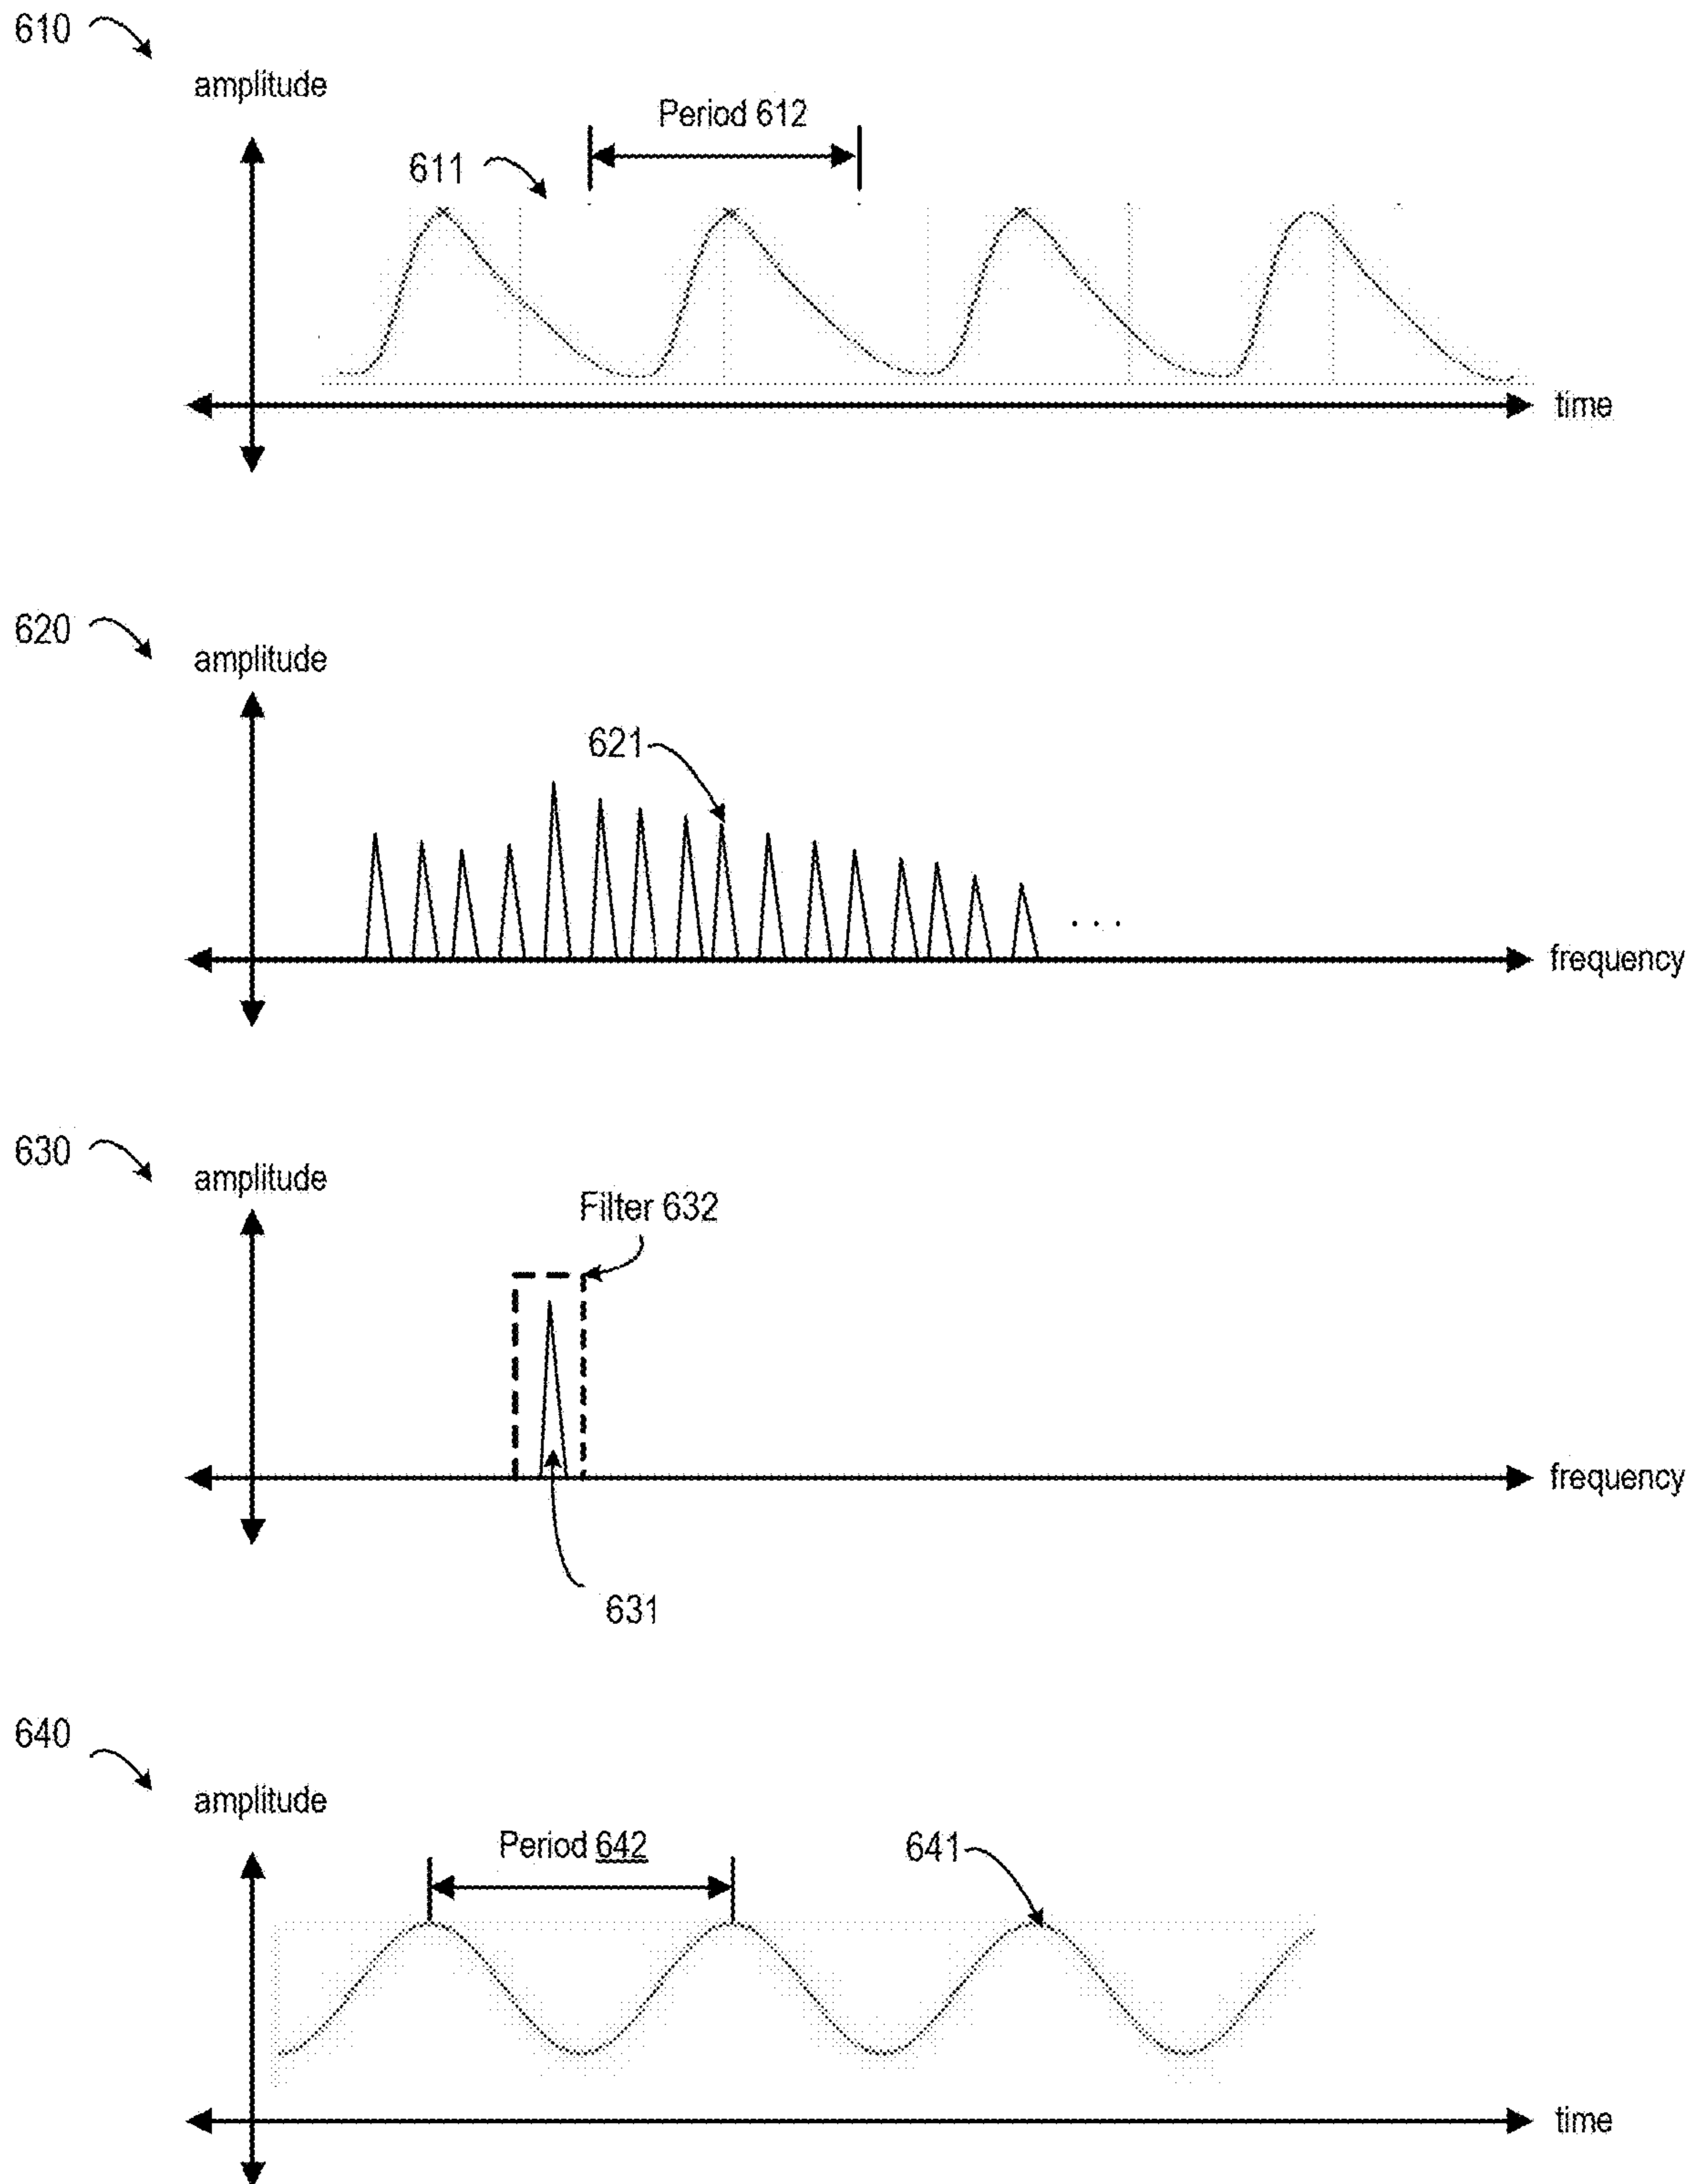 610
amplitude
Period 612
611
time
620
amplitude
621
. . .
frequency
630
amplitude
Filter 632
frequency
631
640
amplitude
Period 642
641
time